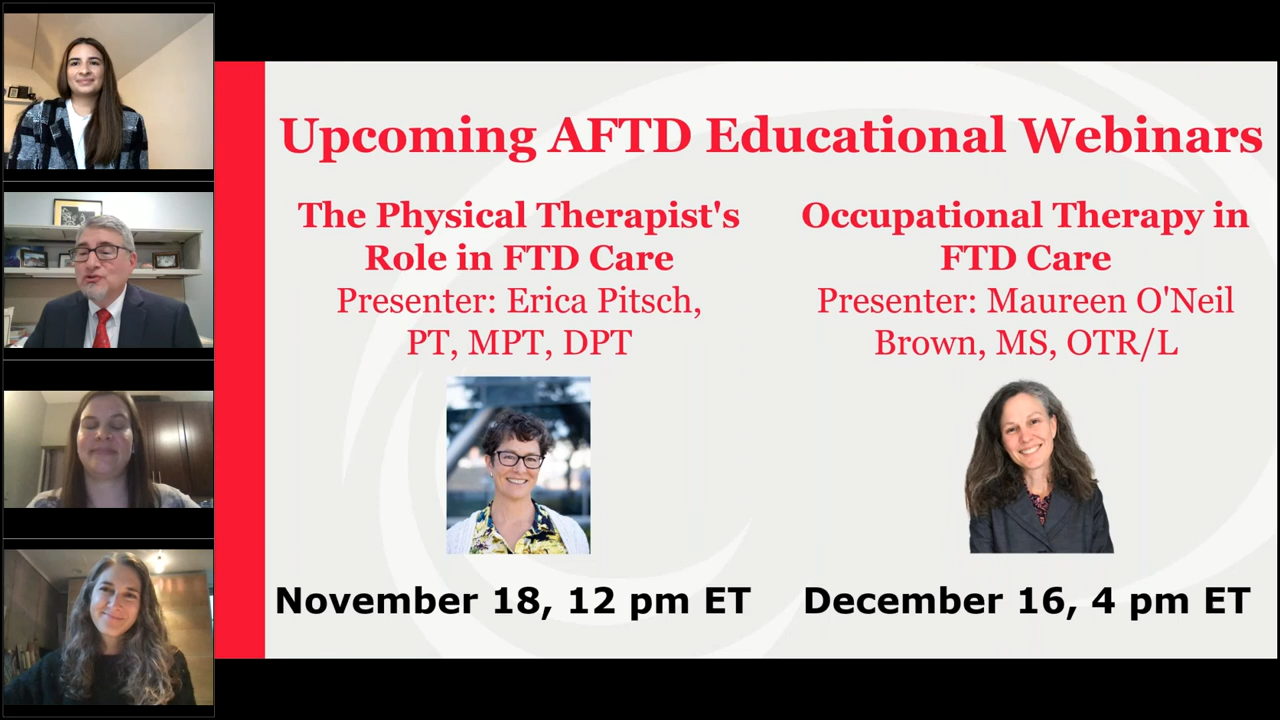 Upcoming AFTD Educational Webinars
The Physical Therapist's
Role in FTD Care
Presenter: Erica Pitsch,
PT, MPT, DPT
November 18, 12 pm ET
Occupational Therapy in
FTD Care
Presenter: Maureen O'Neil
Brown, MS, OTR/L
December 16, 4 pm ET